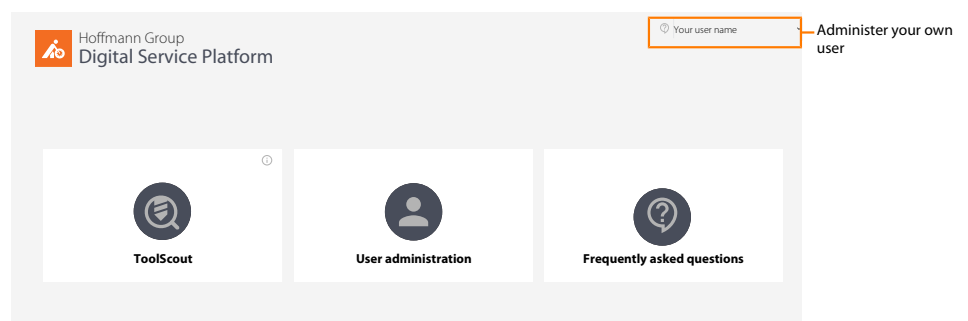 Hoffmann Group
Digital Service Platform
Your user name
Administer your own
user
ToolScout
User administration
Frequently asked questions